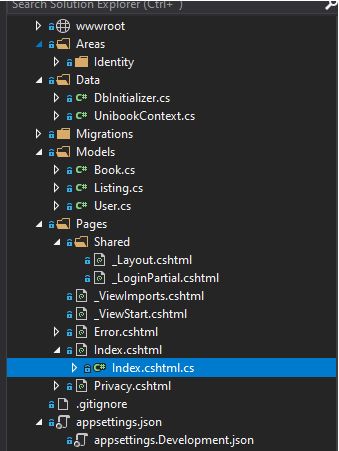 Search Solution Explorer (Ctrl+¨)
wwwroot
Areas
Identity
Data
C# DbInitializer.cs
C# UnibookContext.cs
Migrations
Models
C# Book.cs
C# Listing.cs
C# User.cs
Pages
Shared
_Layout.cshtml
_LoginPartial.cshtml
_ViewImports.cshtml
_ViewStart.cshtml
Error.cshtml
Index.cshtml
C# Index.cshtml.cs
Privacy.cshtml
.gitignore
appsettings.json
appsettings.Development.json